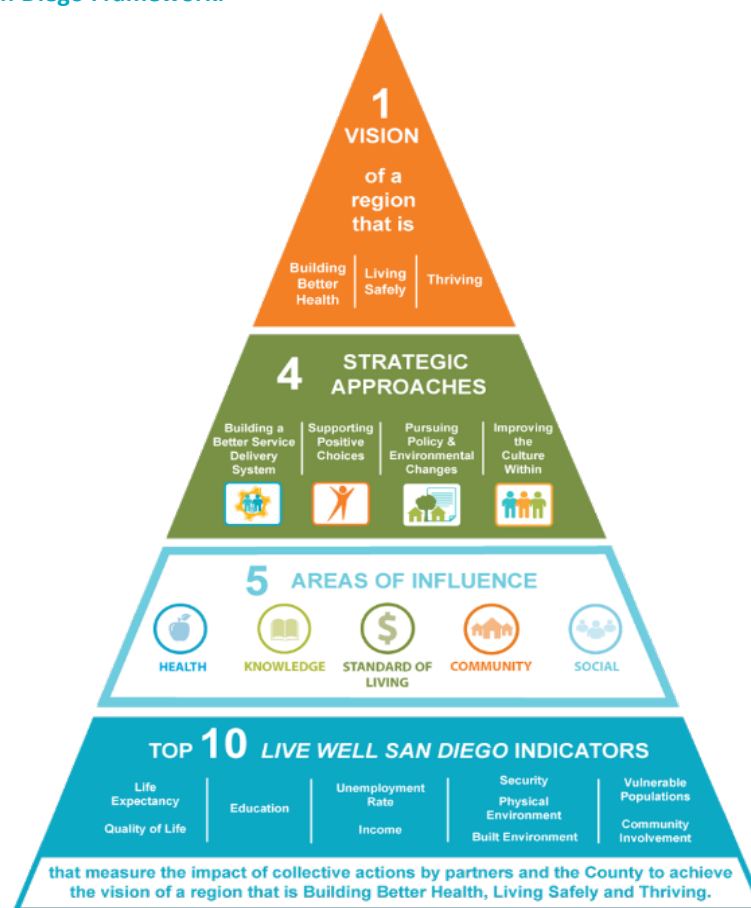 1
VISION
of a
region
that is
Building
Better
Health
Living
Safely
Thriving
4
STRATEGIC
APPROACHES
Building a
Better Service
Delivery
System
Supporting
Positive
Choices
Pursuing
Policy &
Environmental
Changes
Improving
the
Culture
Within
5 AREAS OF INFLUENCE
HEALTH
KNOWLEDGE
STANDARD OF
LIVING
COMMUNITY
SOCIAL
TOP 10 LIVE WELL SAN DIEGO INDICATORS
Life
Expectancy
Quality of Life
Education
Unemployment
Rate
Income
Security
Physical
Environment
Built Environment
Vulnerable
Populations
Community
Involvement
that measure the impact of collective actions by partners and the County to achieve
the vision of a region that is Building Better Health, Living Safely and Thriving.